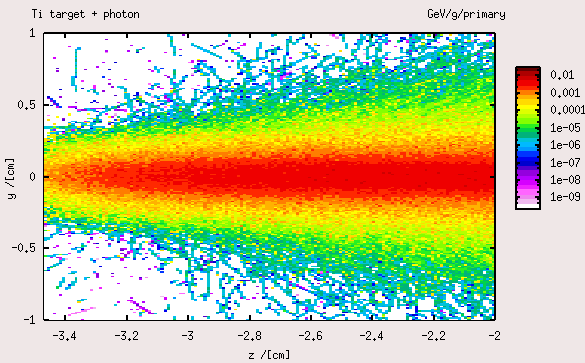 Ti target + photon GeV/g/primary
1
0.5
0
-0.5
-1
y /[cm]
-3.4 -3.2 -3 -2.8 -2.6 -2.4 -2.2 -2
z /[cm]
0.01
0.001
0.0001
1e-05
1e-06
1e-07
1e-08
1e-09